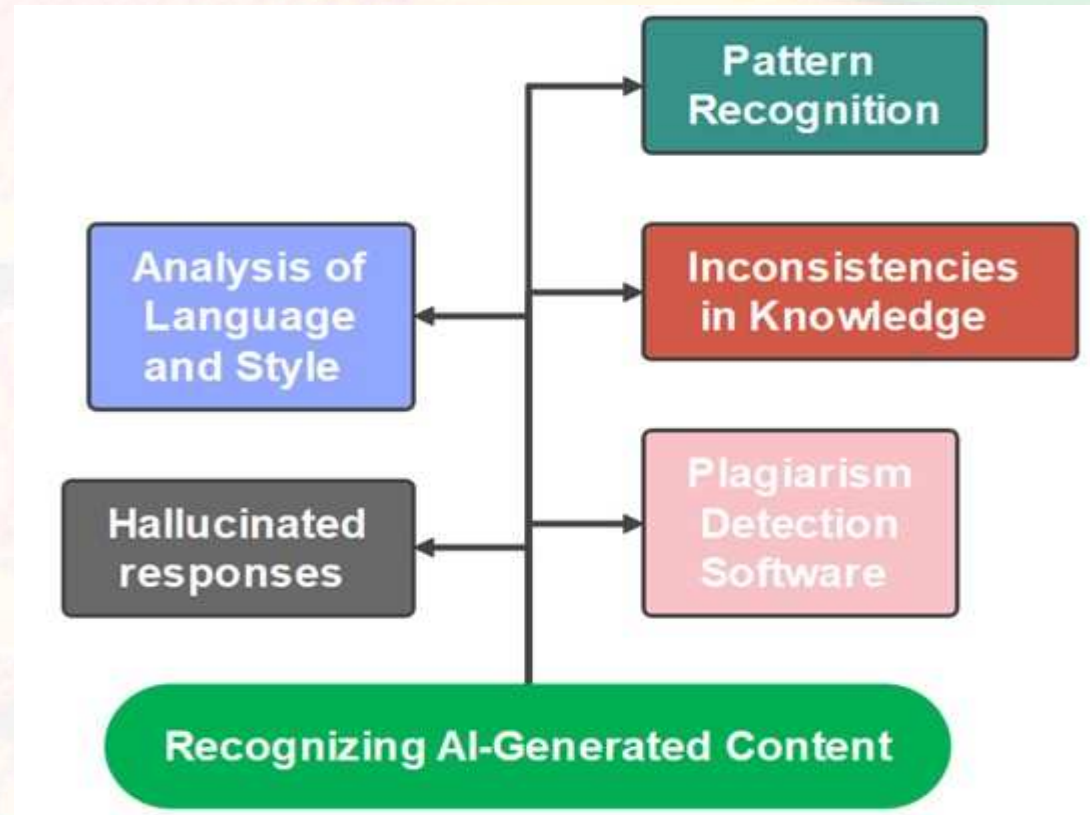 Pattern
Recognition
Analysis of
Language
and Style
Inconsistencies
in Knowledge
Hallucinated
responses
Plagiarism
Detection
Software
Recognizing AI-Generated Content